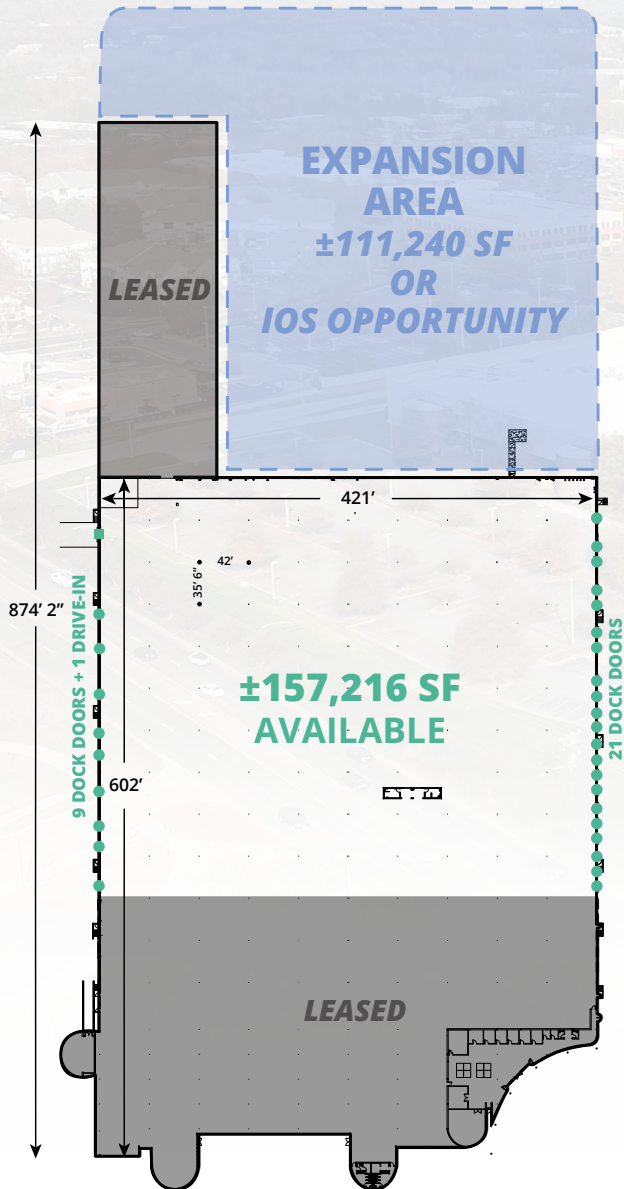 EXPANSION
AREA
±111,240 SF
OR
IOS OPPORTUNITY
LEASED
421’
42’
35’ 6”
874’ 2”
9 DOCK DOORS + 1 DRIVE-IN
±157,216 SF
AVAILABLE
21 DOCK DOORS
602’
LEASED